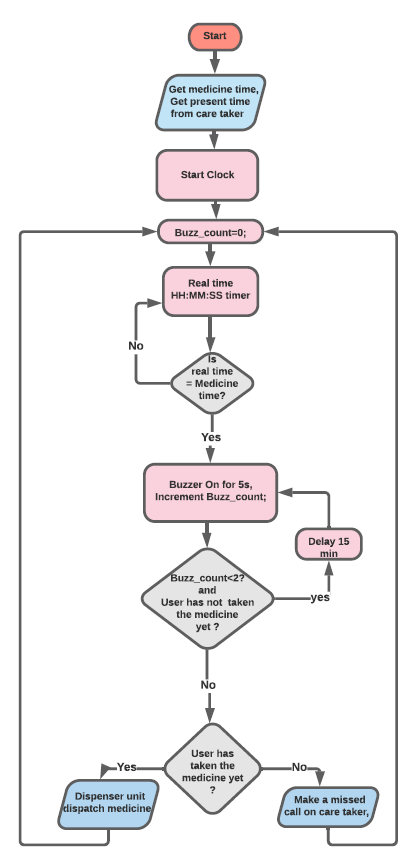 Start
Get medicine time,
Get present time
from care taker
Start Clock
Buzz_count=0;
Real time
HH:MM:SS timer
No
Is
real time
= Medicine
time?
Yes
Buzzer On for 5s,
Increment Buzz_count;
Delay 15
min
Buzz_count<2?
and
User has not taken
the medicine
yet ?
yes
No
User has
taken the
medicine yet
?
Yes
No
Dispenser unit
dispatch medicine
Make a missed
call on care taker,